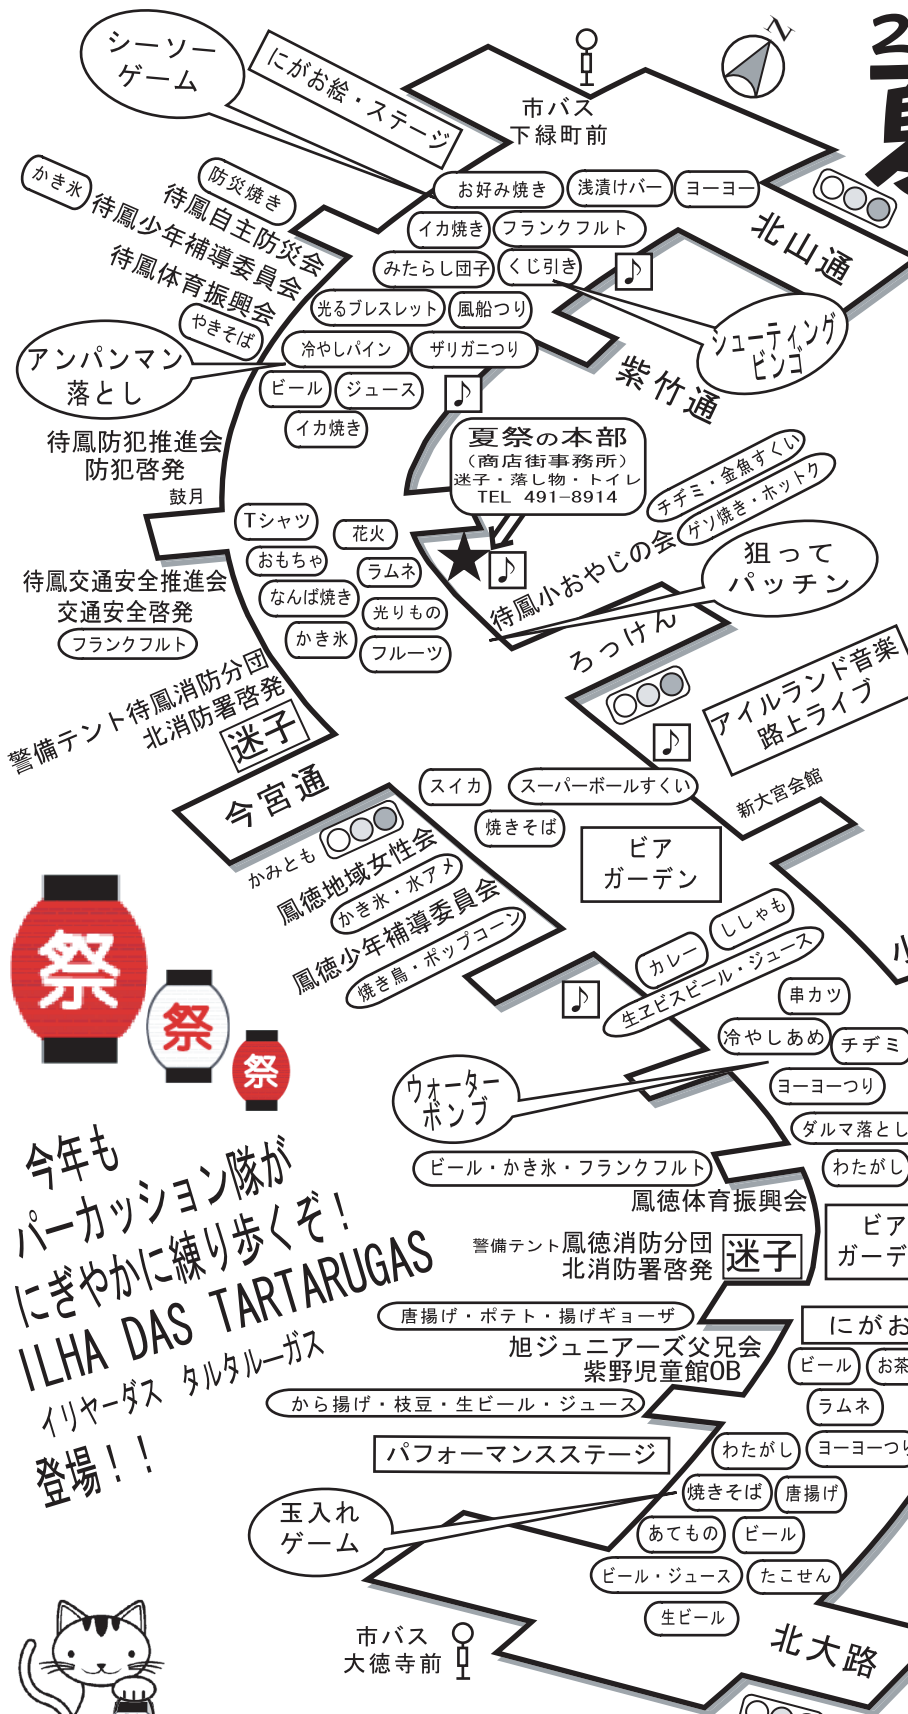 シーソー
ゲーム
にがお絵・ステージ
N
2
市バス
下緑町前
かき氷
防災焼き
待鳳自主防災会
待鳳少年補導委員会
待鳳体育振興会
やきそば
お好み焼き
浅漬けバー
ヨーヨー
北山通
イカ焼き
フランクフルト
みたらし団子
くじ引き
♪
光るブレスレット
風船つり
シューティング
ビンゴ
アンパンマン
落とし
冷やしパイン
ザリガニつり
紫竹通
ビール
ジュース
♪
イカ焼き
待鳳防犯推進会
防犯啓発
夏祭の本部
（商店街事務所）
迷子・落し物・トイレ
TEL 491-8914
鼓月
チヂミ・金魚すくい
ゲソ焼き・ホットク
待鳳小おやじの会
Tシャツ
花火
★
♪
狙って
パッチン
おもちゃ
ラムネ
待鳳交通安全推進会
交通安全啓発
フランクフルト
なんば焼き
光りもの
かき氷
フルーツ
ろっけん
警備テント待鳳消防分団
北消防署啓発
迷子
アイルランド音楽
路上ライブ
♪
今宮通
スイカ
スーパーボールすくい
新大宮会館
焼きそば
かみとも
鳳徳地域女性会
かき氷・水アメ
鳳徳少年補導委員会
焼き鳥・ポップコーン
ビア
ガーデン
祭
祭
祭
カレー
ししゃも
生ヱビスビール・ジュース
♪
串カツ
冷やしあめ
チヂミ
ヨーヨーつり
ウォーター
ボンブ
ダルマ落とし
わたがし
ビール・かき氷・フランクフルト
鳳徳体育振興会
警備テント鳳徳消防分団
北消防署啓発
迷子
ビア
ガーデ
今年も
パーカッション隊が
にぎやかに練り歩くぞ！
ILHA DAS TARTARUGAS
イリヤーダス タルタルーガス
登場！！
唐揚げ・ポテト・揚げギョーザ
旭ジュニアーズ父兄会
紫野児童館OB
にがお
ビール
お茶
ラムネ
から揚げ・枝豆・生ビール・ジュース
パフォーマンスステージ
わたがし
ヨーヨーつり
焼きそば
唐揚げ
玉入れ
ゲーム
あてもの
ビール
ビール・ジュース
たこせん
生ビール
市バス
大徳寺前
北大路